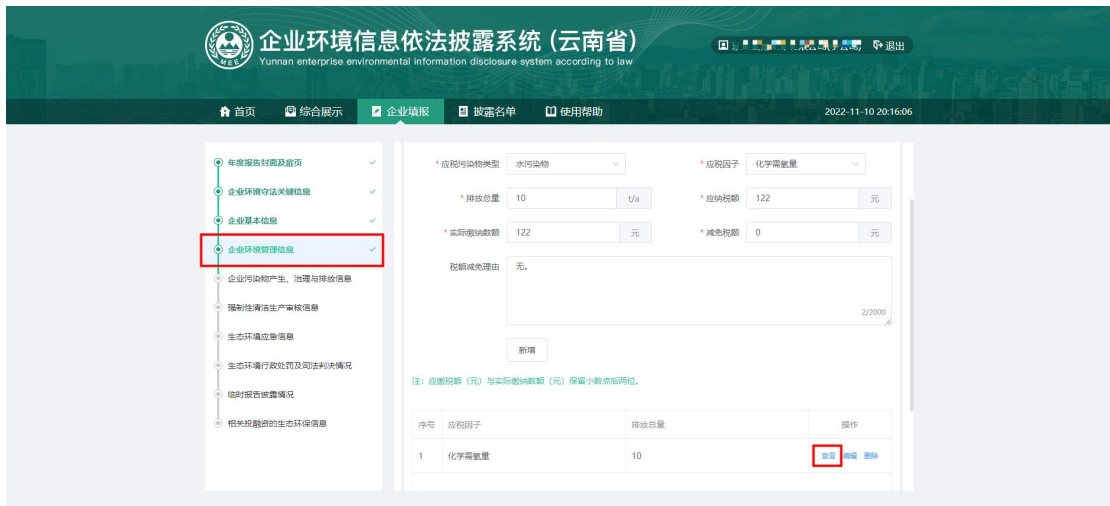 企业环境信息依法披露系统 (云南省)
MEE
Yunnan enterprise environmental information disclosure system according to law
退出
首页 综合展示 企业填报 披露名单 使用帮助 2022-11-10 20:16:06
年度报告封面及扉页
企业环境守法关键信息
企业基本信息
企业环境管理信息
企业污染物产生、治理与排放信息
强制性清洁生产审核信息
生态环境应急信息
生态环境行政处罚及司法判决情况
临时报告披露情况
相关投融资的生态环保信息
* 应税污染物类型 水污染物 * 应税因子 化学需氧量
* 排放总量 10 t/a * 应纳税额 122 元
* 实际缴纳数额 122 元 * 减免税额 0 元
税额减免理由 无。
2/2000
新增
注：应缴税额（元）与实际缴纳数额（元）保留小数点后两位。
序号 应税因子 排放总量 操作
1 化学需氧量 10 查看 编辑 删除